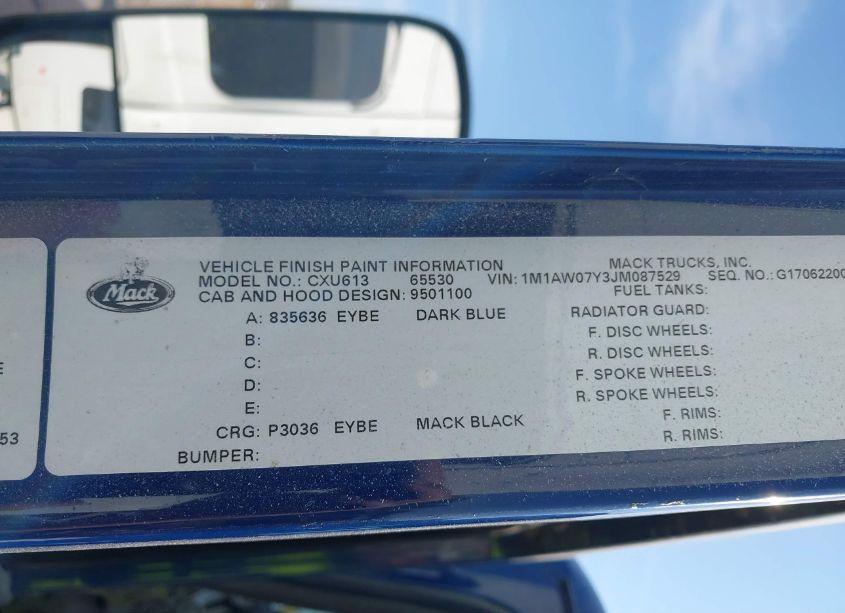 Mack
VEHICLE FINISH PAINT INFORMATION MACK TRUCKS, INC.
MODEL NO.: CXU613 65530 VIN: 1M1AW07Y3JM087529 SEQ. NO.: G17062200
CAB AND HOOD DESIGN: 9501100 FUEL TANKS:
A: 835636 EYBE DARK BLUE RADIATOR GUARD:
B: F. DISC WHEELS:
C: R. DISC WHEELS:
D: F. SPOKE WHEELS:
E: R. SPOKE WHEELS:
CRG: P3036 EYBE MACK BLACK F. RIMS:
BUMPER: R. RIMS:
E
53